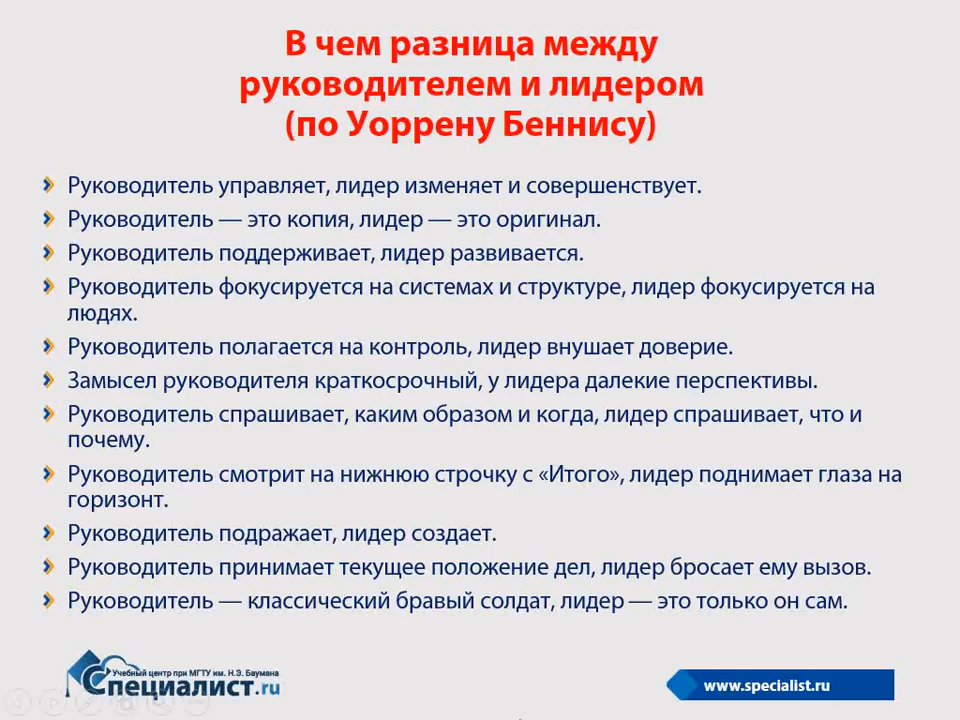 В чем разница между
руководителем и лидером
(по Уоррену Беннису)
Руководитель управляет, лидер изменяет и совершенствует.
Руководитель — это копия, лидер — это оригинал.
Руководитель поддерживает, лидер развивается.
Руководитель фокусируется на системах и структуре, лидер фокусируется на
людях.
Руководитель полагается на контроль, лидер внушает доверие.
Замысел руководителя краткосрочный, у лидера далекие перспективы.
Руководитель спрашивает, каким образом и когда, лидер спрашивает, что и
почему.
Руководитель смотрит на нижнюю строчку с «Итого», лидер поднимает глаза на
горизонт.
Руководитель подражает, лидер создает.
Руководитель принимает текущее положение дел, лидер бросает ему вызов.
Руководитель — классический бравый солдат, лидер — это только он сам.
Учебный центр при МГТУ им. Н.Э. Баумана
Специалист.ru
www.specialist.ru